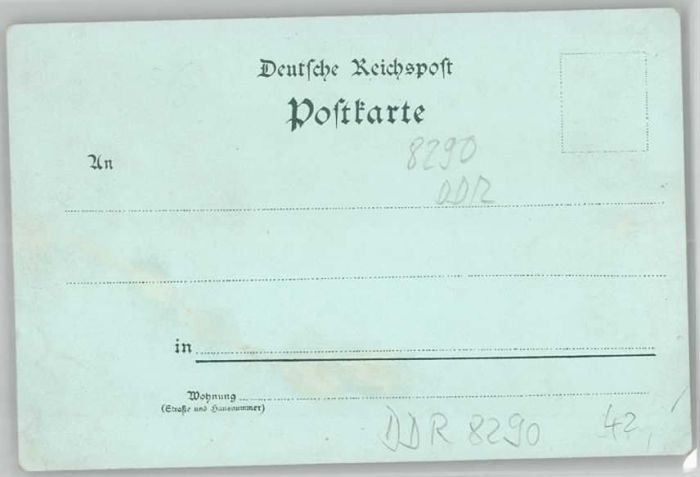 Deutſche Reichspoſt
Poſtkarte
8290
DDR
An
in
Wohnung
(Straße und Hausnummer)
DDR 8290 42,-